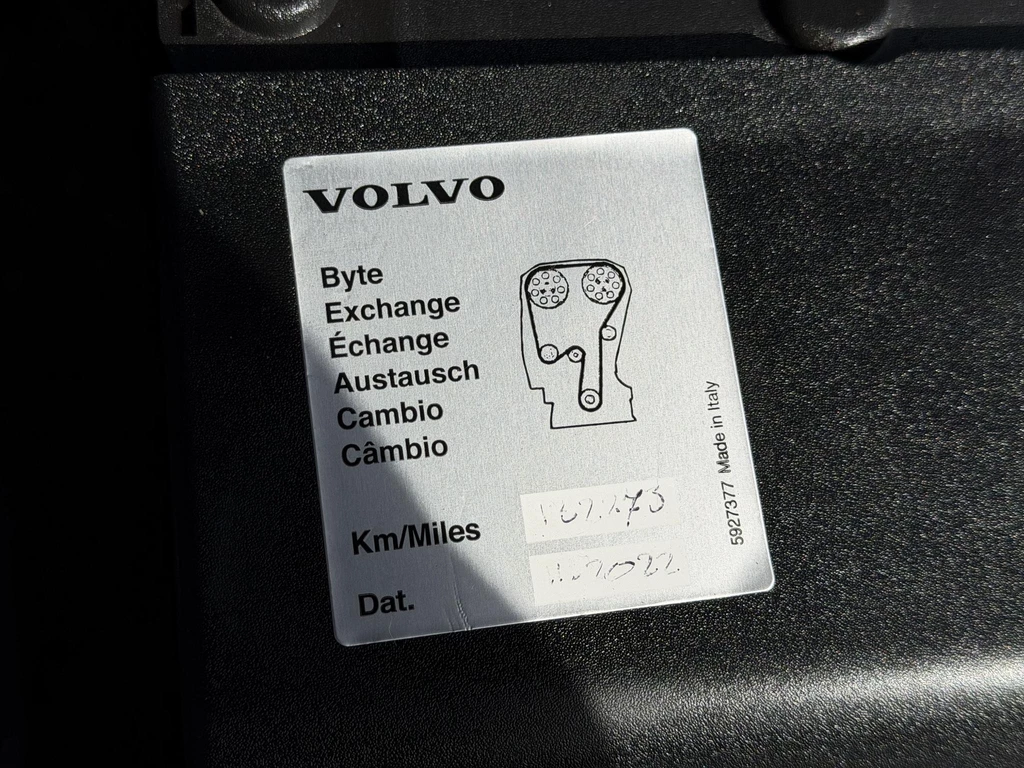 VOLVO
Byte
Exchange
Échange
Austausch
Cambio
Câmbio
Km/Miles
Dat.
5927377 Made in Italy